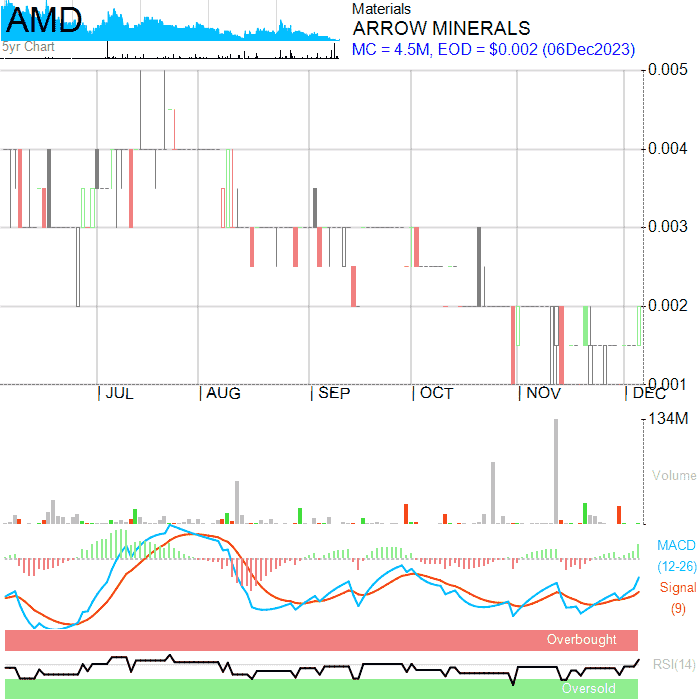 AMD
5yr Chart
Materials
ARROW MINERALS
MC = 4.5M, EOD = $0.002 (06Dec2023)
0.005
0.004
0.003
0.002
0.001
JUL AUG SEP OCT NOV DEC
134M
Volume
MACD
(12-26)
Signal
(9)
Overbought
RSI(14)
Oversold